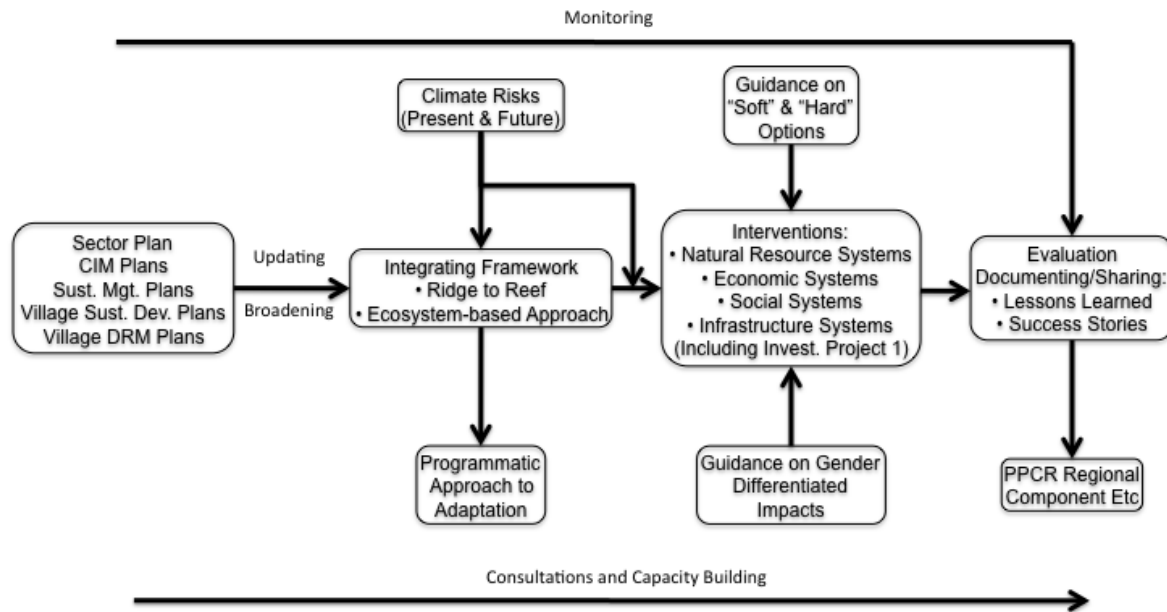 Monitoring
Climate Risks
(Present & Future)
Guidance on
“Soft” & “Hard”
Options
Sector Plan
CIM Plans
Sust. Mgt. Plans
Village Sust. Dev. Plans
Village DRM Plans
Updating
Broadening
Integrating Framework
• Ridge to Reef
• Ecosystem-based Approach
Interventions:
• Natural Resource Systems
• Economic Systems
• Social Systems
• Infrastructure Systems
(Including Invest. Project 1)
Evaluation
Documenting/Sharing:
• Lessons Learned
• Success Stories
Programmatic
Approach to
Adaptation
Guidance on Gender
Differentiated
Impacts
PPCR Regional
Component Etc
Consultations and Capacity Building